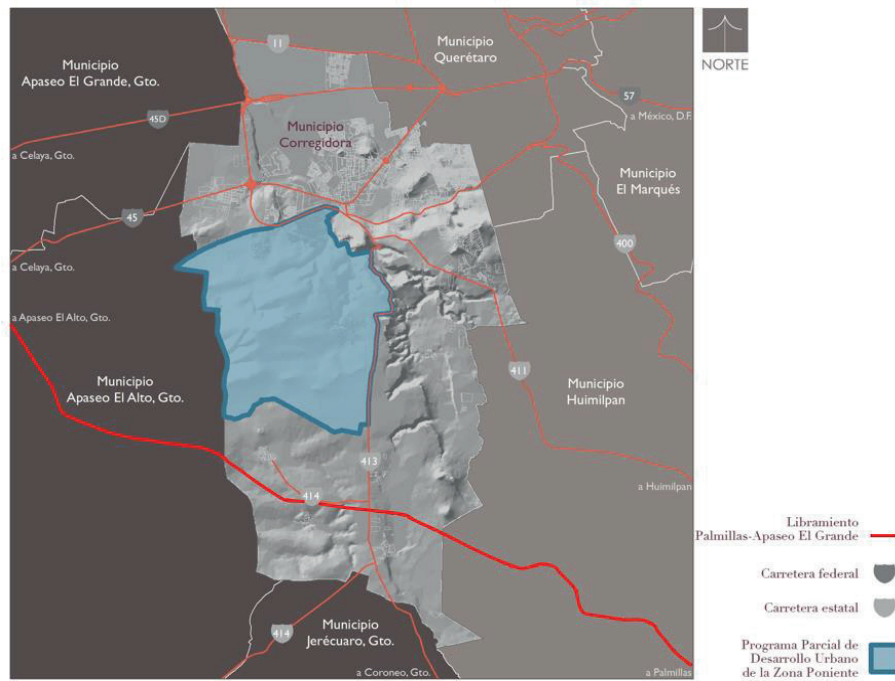 11
Municipio
Querétaro
NORTE
Municipio
Apaseo El Grande, Gto.
57
45D
a México, D.F.
Municipio
Corregidora
a Celaya, Gto.
Municipio
El Marqués
45
400
a Celaya, Gto.
a Apaseo El Alto, Gto.
Municipio
Apaseo El Alto, Gto.
411
Municipio
Huimilpan
413
a Huimilpan
414
Libramiento
Palmillas-Apaseo El Grande
Carretera federal
Carretera estatal
414
Municipio
Jerécuaro, Gto.
Programa Parcial de
Desarrollo Urbano
de la Zona Poniente
a Coroneo, Gto.
a Palmillas